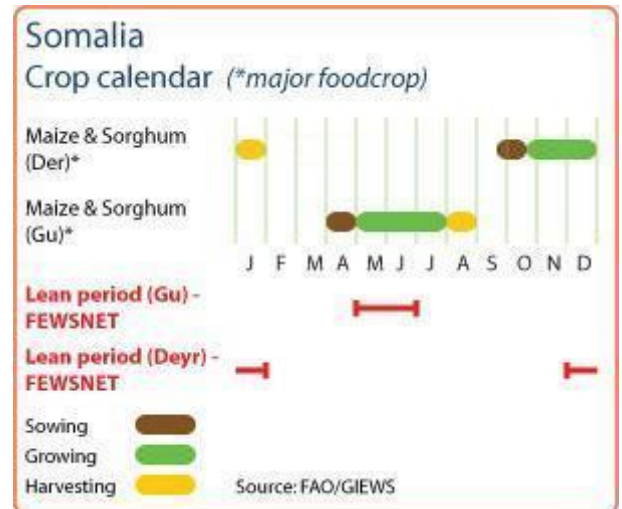 Somalia
Crop calendar (*major foodcrop)
Maize & Sorghum
(Der)*
Maize & Sorghum
(Gu)*
J F M A M J J A S O N D
Lean period (Gu) -
FEWSNET
Lean period (Deyr) -
FEWSNET
Sowing
Growing
Harvesting
Source: FAO/GIEWS